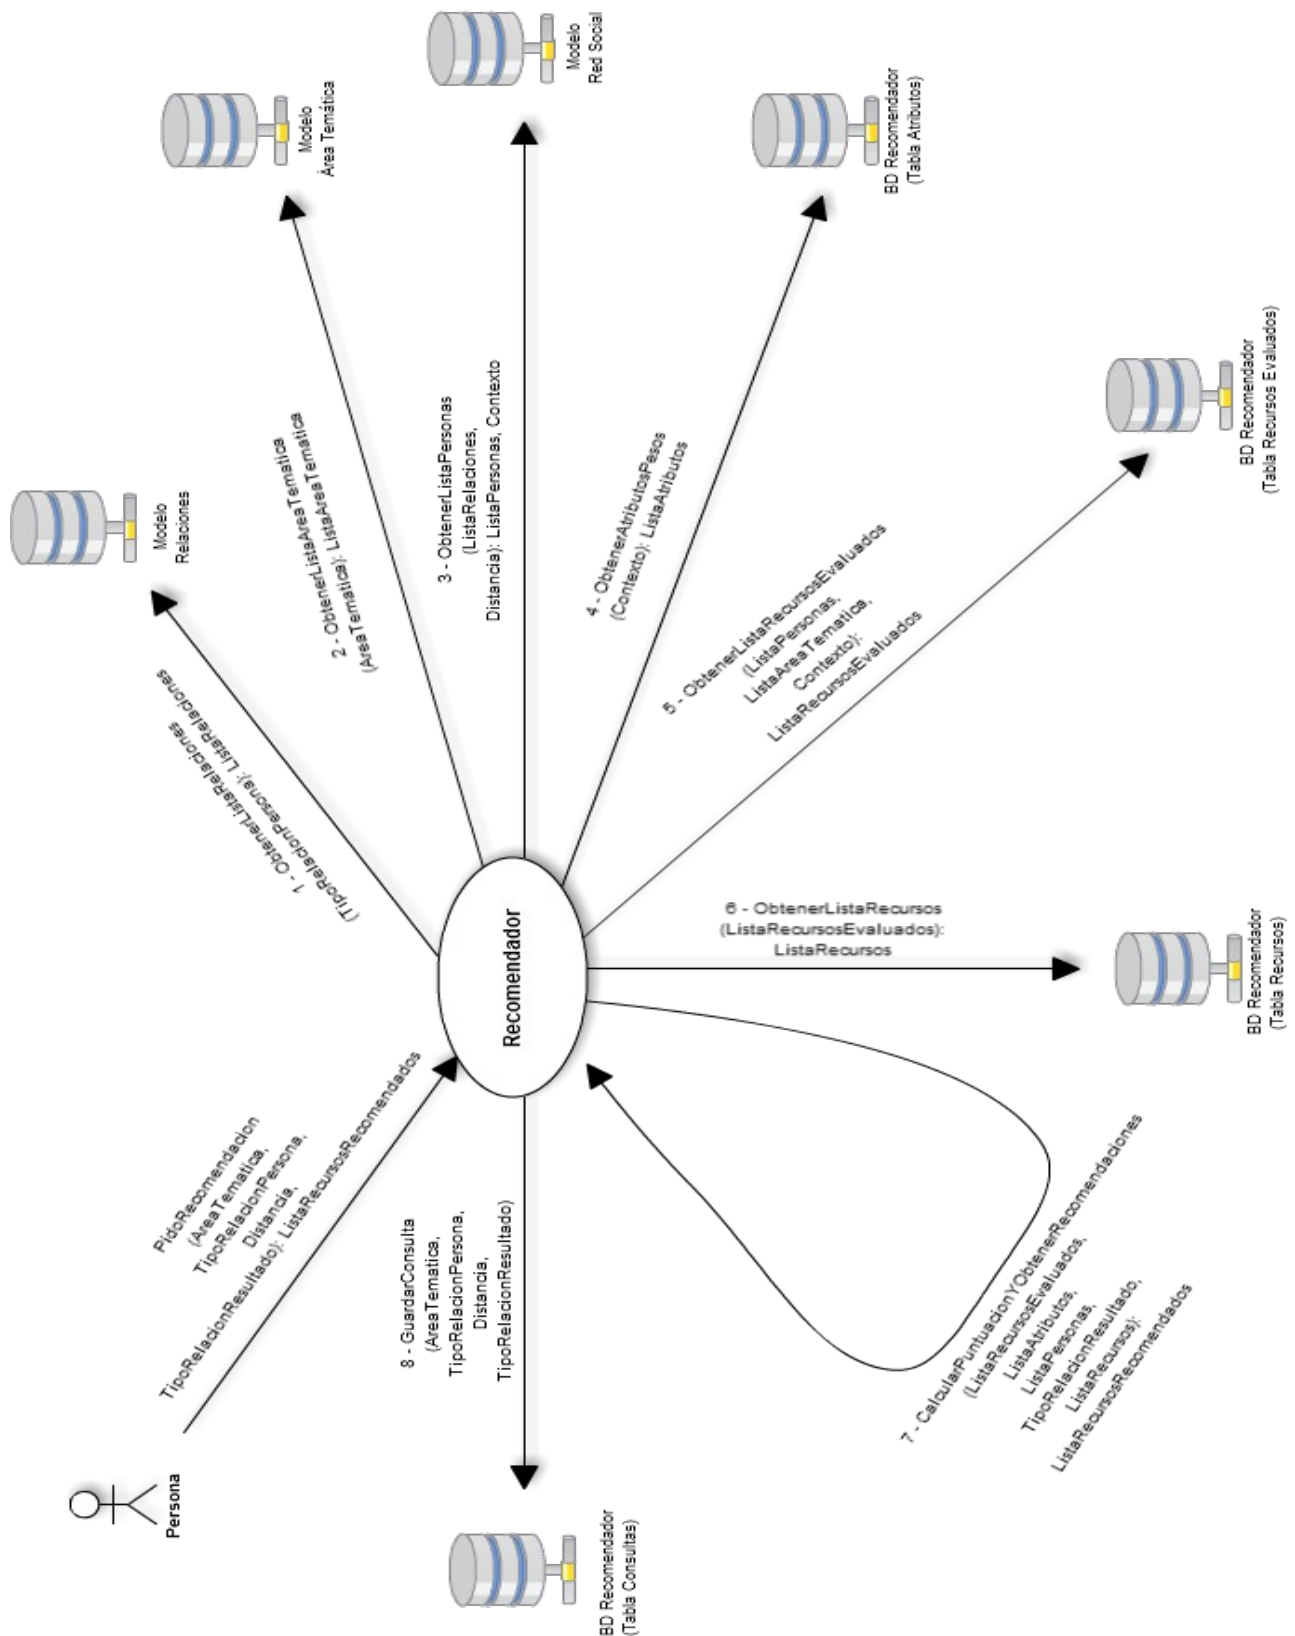 Persona
PidoRecomendacion
(AreaTematica,
TipoRelacionPersona,
Distancia,
TipoRelacionResultado): ListaRecursosRecomendados
Recomendador
1 - ObtenerListaRelaciones
(TipoRelacionPersona): ListaRelaciones
Relaciones
Modelo
Relaciones
2 - ObtenerListaAreaTematica
(AreaTematica): ListaAreaTematica
Modelo
Área Temática
3 - ObtenerListaPersonas
(ListaRelaciones,
Distancia): ListaPersonas, Contexto
Modelo
Red Social
4 - ObtenerAtributosPesos
(Contexto): ListaAtributos
BD Recomendador
(Tabla Atributos)
5 - ObtenerListaRecursosEvaluados
(ListaPersonas,
ListaAreaTematica,
Contexto):
ListaRecursosEvaluados
BD Recomendador
(Tabla Recursos Evaluados)
6 - ObtenerListaRecursos
(ListaRecursosEvaluados):
ListaRecursos
BD Recomendador
(Tabla Recursos)
7 - CalcularPuntuacionYObtenerRecomendaciones
(ListaRecursosEvaluados,
ListaAtributos,
ListaPersonas,
TipoRelacionResultado,
ListaRecursos):
ListaRecursosRecomendados
8 - GuardarConsulta
(AreaTematica,
TipoRelacionPersona,
Distancia,
TipoRelacionResultado)
BD Recomendador
(Tabla Consultas)